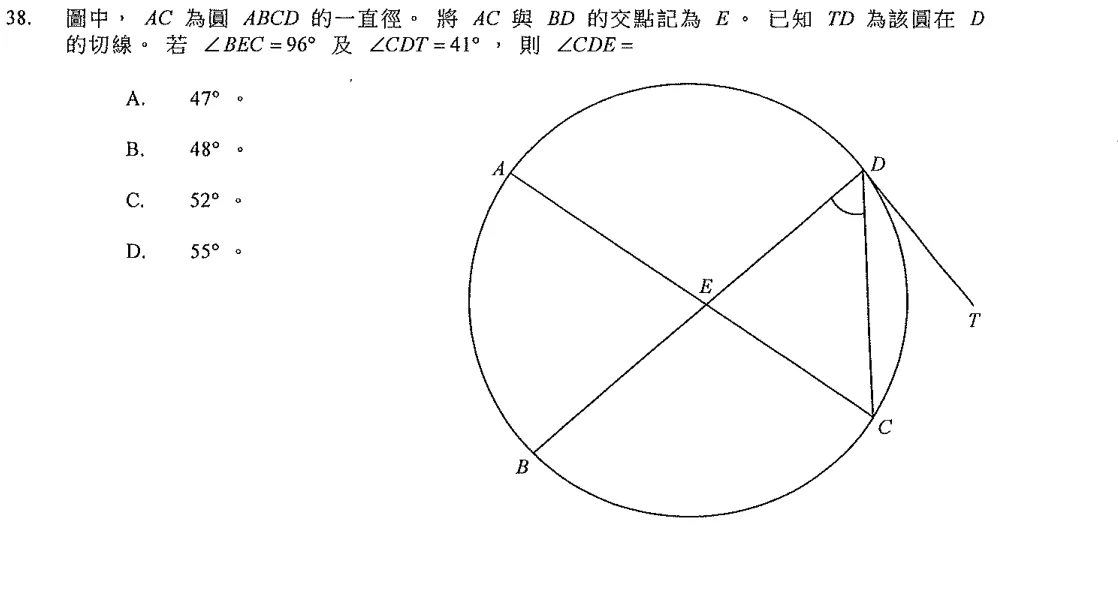 38. 圖中， AC 為圓 ABCD 的一直徑。 將 AC 與 BD 的交點記為 E 。 已知 TD 為該圓在 D
的切線。 若 ∠BEC = 96° 及 ∠CDT = 41° ， 則 ∠CDE =
A. 47° 。
B. 48° 。
C. 52° 。
D. 55° 。
A
D
E
T
C
B